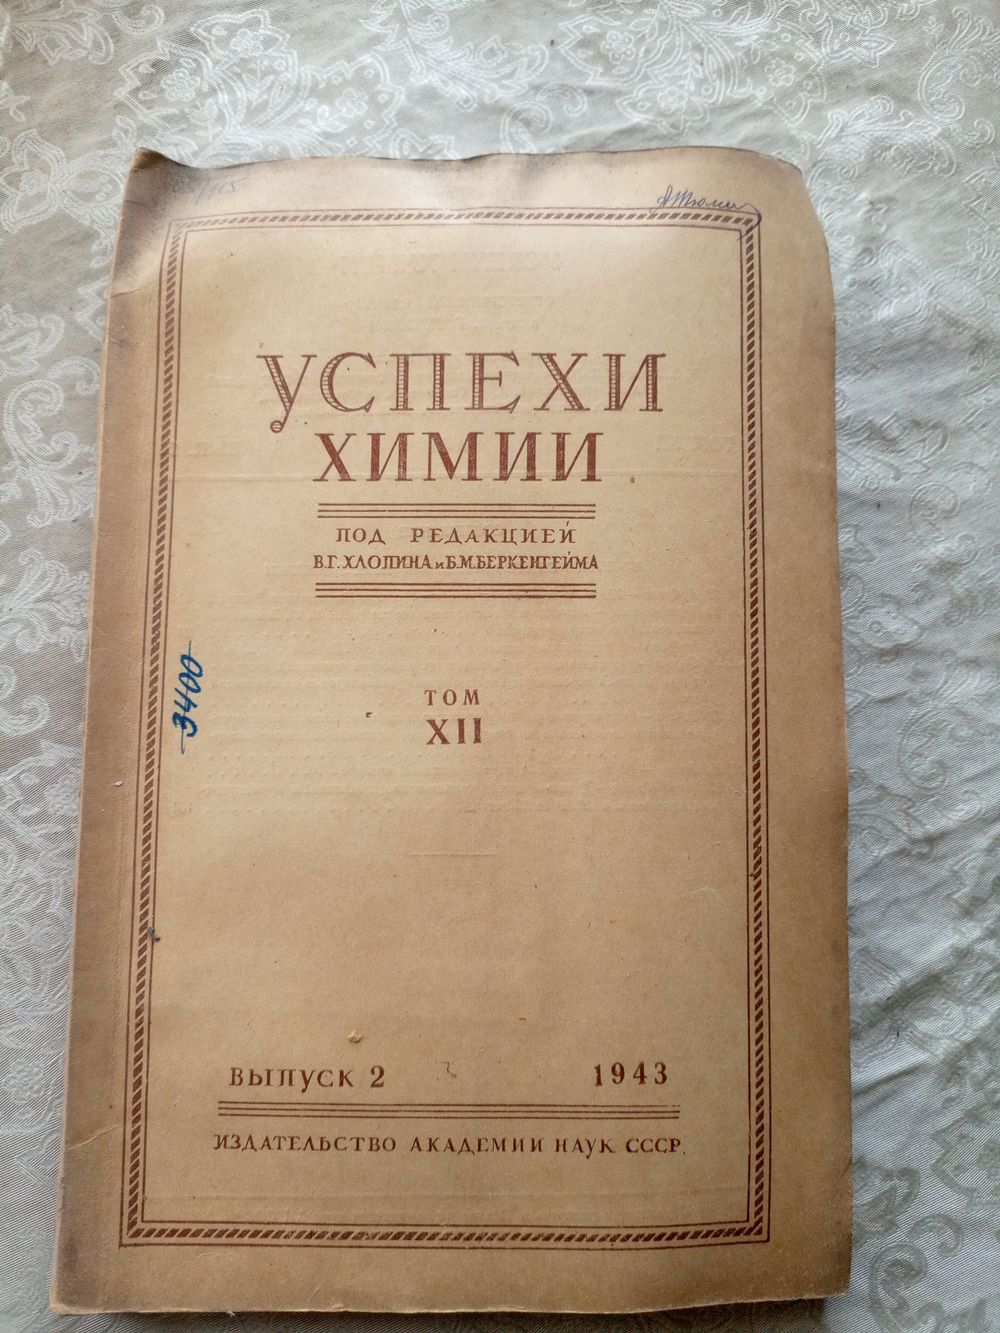 УСПЕХИ
ХИМИИ
ПОД РЕДАКЦИЕЙ
В.Г.ХЛОПИНА и Б.М.БЕРКЕНГЕЙМА
3400
ТОМ
XII
ВЫПУСК 2 1943
ИЗДАТЕЛЬСТВО АКАДЕМИИ НАУК СССР